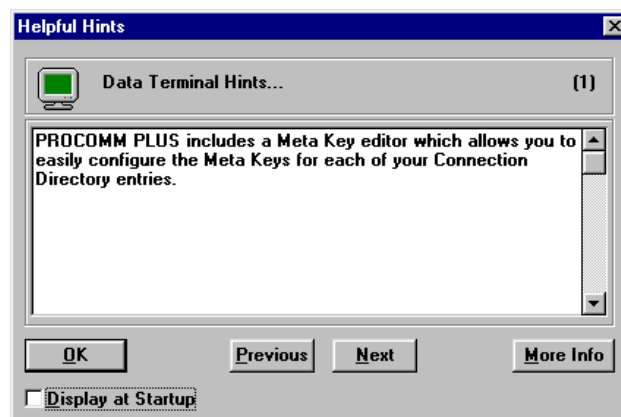 Helpful Hints
Data Terminal Hints... (1)
PROCOMM PLUS includes a Meta Key editor which allows you to
easily configure the Meta Keys for each of your Connection
Directory entries.
OK Previous Next More Info
Display at Startup